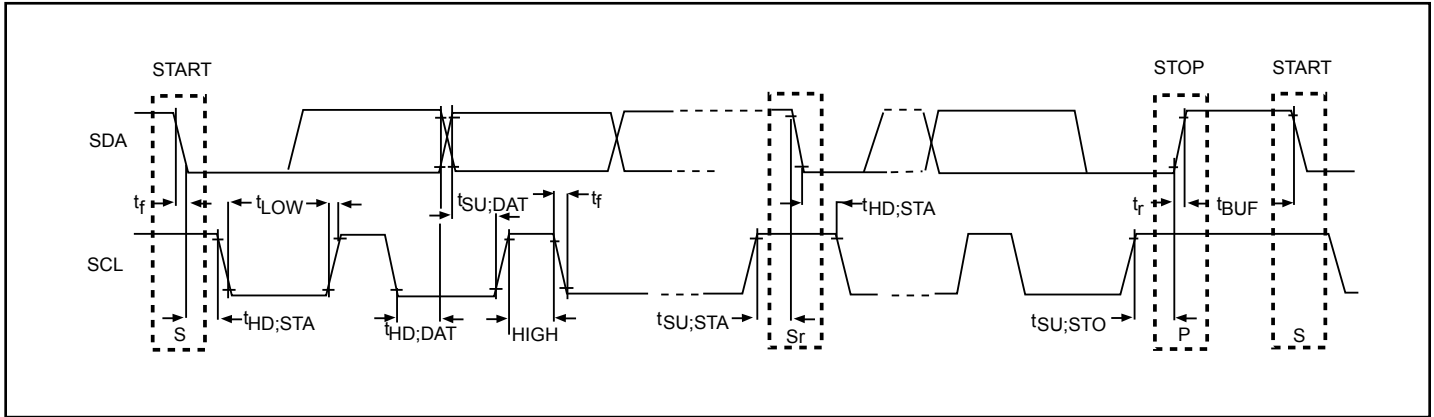 START STOP START
SDA
tf tLOW tSU;DAT tf tHD;STA tr tBUF
SCL
tHD;STA tHD;DAT HIGH tSU;STA tSU;STO
S Sr P S